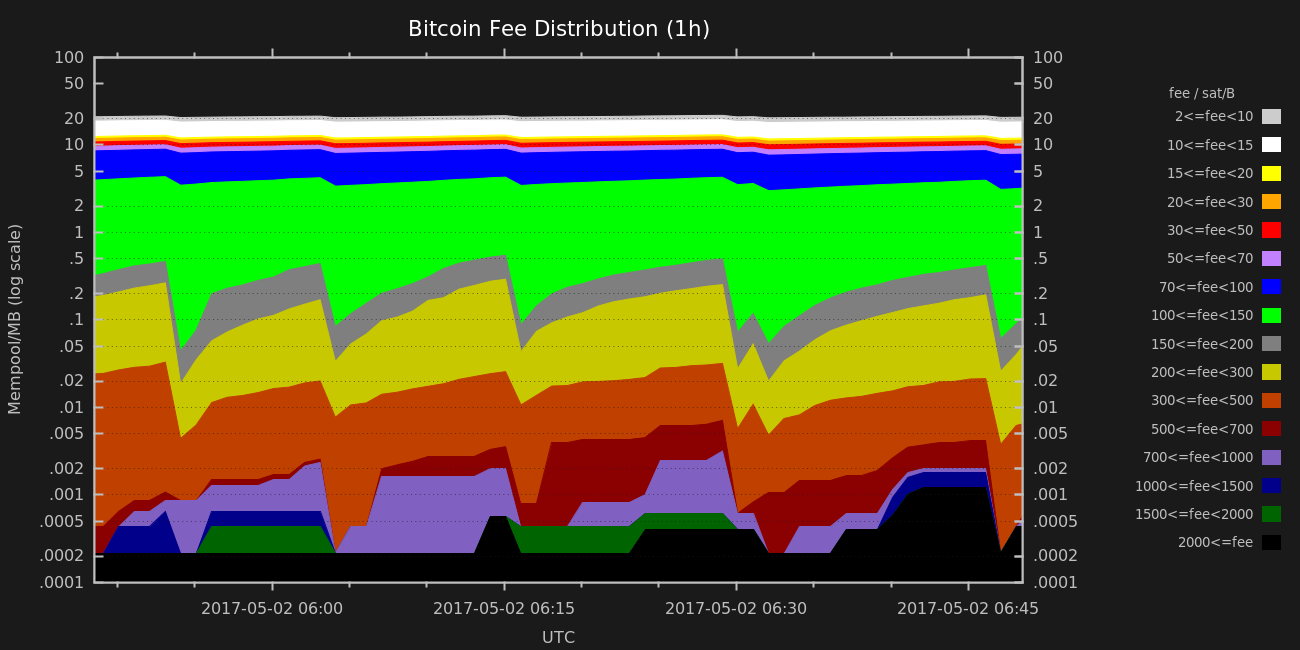 Bitcoin Fee Distribution (1h)
100
50
20
10
5
2
1
.5
.2
.1
.05
.02
.01
.005
.002
.001
.0005
.0002
.0001
Mempool/MB (log scale)
100
50
20
10
5
2
1
.5
.2
.1
.05
.02
.01
.005
.002
.001
.0005
.0002
.0001
2017-05-02 06:00
2017-05-02 06:15
2017-05-02 06:30
2017-05-02 06:45
UTC
fee / sat/B
2<=fee<10
10<=fee<15
15<=fee<20
20<=fee<30
30<=fee<50
50<=fee<70
70<=fee<100
100<=fee<150
150<=fee<200
200<=fee<300
300<=fee<500
500<=fee<700
700<=fee<1000
1000<=fee<1500
1500<=fee<2000
2000<=fee